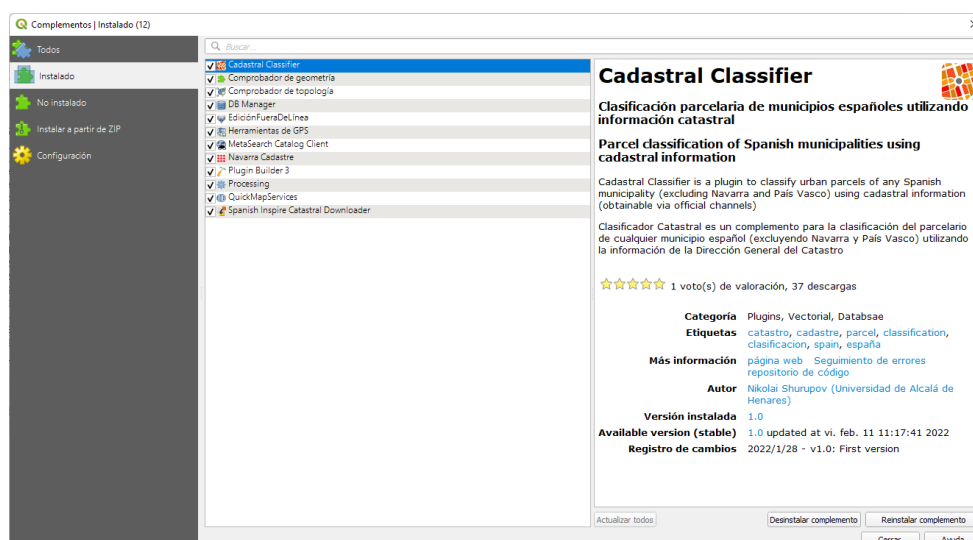 Complementos | Instalado (12)
Todos
Instalado
No instalado
Instalar a partir de ZIP
Configuración
Buscar...
Cadastral Classifier
Comprobador de geometría
Comprobador de topología
DB Manager
EdiciónFueraDeLínea
Herramientas de GPS
MetaSearch Catalog Client
Navarra Cadastre
Plugin Builder 3
Processing
QuickMapServices
Spanish Inspire Catastral Downloader
Cadastral Classifier
Clasificación parcelaria de municipios españoles utilizando
información catastral
Parcel classification of Spanish municipalities using
cadastral information
Cadastral Classifier is a plugin to classify urban parcels of any Spanish
municipality (excluding Navarra and País Vasco) using cadastral information
(obtainable via official channels)
Clasificador Catastral es un complemento para la clasificación del parcelario
de cualquier municipio español (excluyendo Navarra y País Vasco) utilizando
la información de la Dirección General del Catastro
1 voto(s) de valoración, 37 descargas
Categoría Plugins, Vectorial, Databsae
Etiquetas catastro, cadastre, parcel, classification,
clasificacion, spain, españa
Más información página web Seguimiento de errores
repositorio de código
Autor Nikolai Shurupov (Universidad de Alcalá de
Henares)
Versión instalada 1.0
Available version (stable) 1.0 updated at vi. feb. 11 11:17:41 2022
Registro de cambios 2022/1/28 - v1.0: First version
Actualizar todos
Desinstalar complemento
Reinstalar complemento
Cerrar
Ayuda